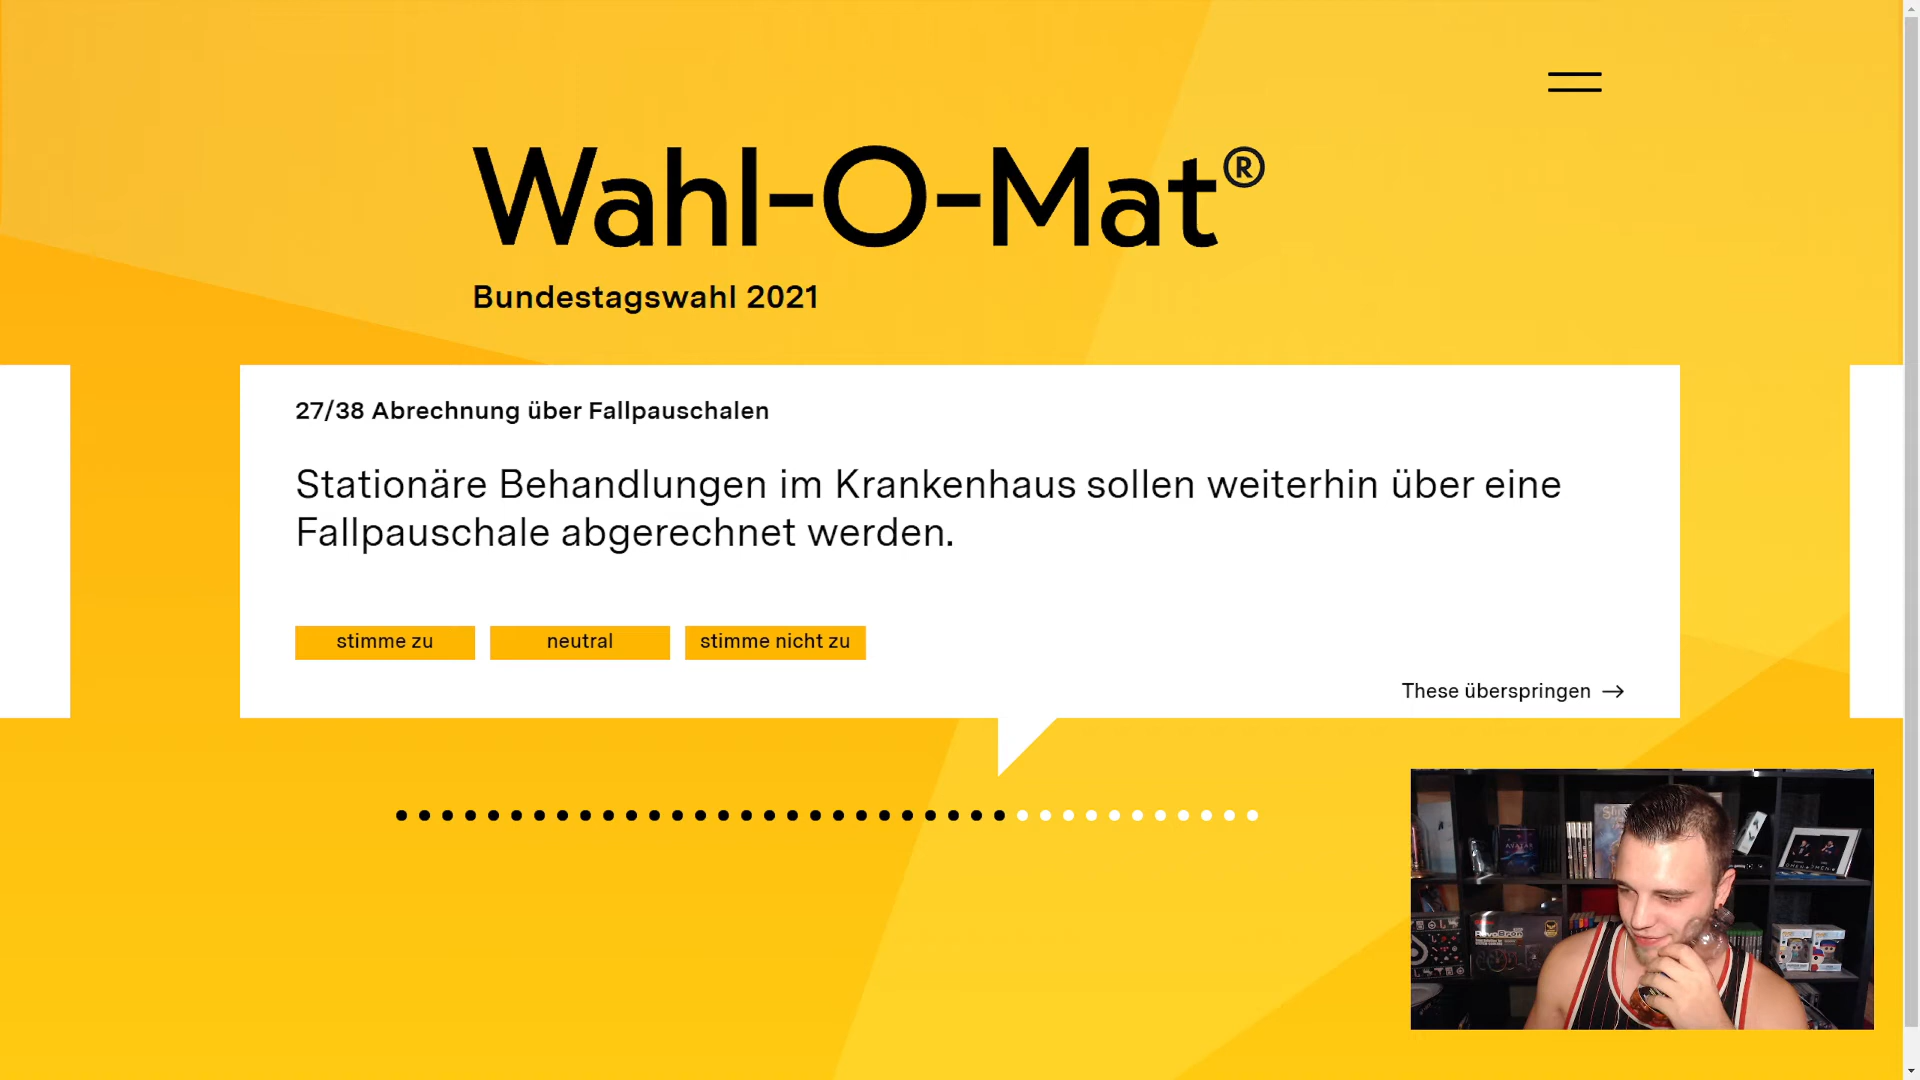 Wahl-O-Mat®
Bundestagswahl 2021
27/38 Abrechnung über Fallpauschalen
Stationäre Behandlungen im Krankenhaus sollen weiterhin über eine
Fallpauschale abgerechnet werden.
stimme zu
neutral
stimme nicht zu
These überspringen →
AVATAR